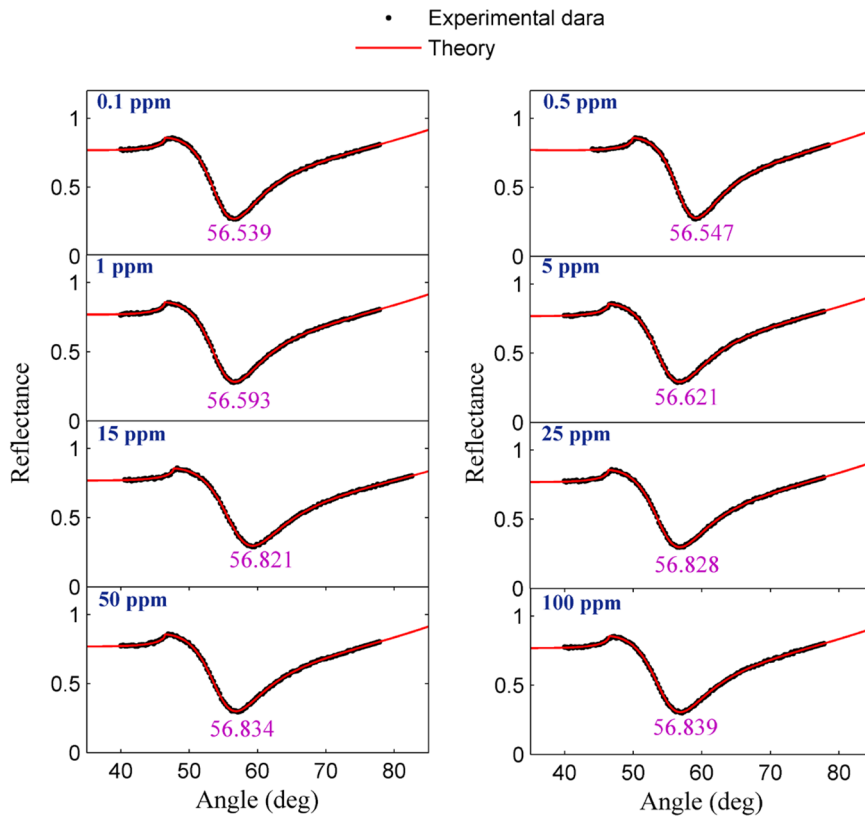 Experimental dara
Theory
0.1 ppm
0.5 ppm
1
0.5
0
56.539
1
0.5
0
56.547
1 ppm
5 ppm
1
0.5
0
56.593
1
0.5
0
56.621
15 ppm
25 ppm
1
0.5
0
56.821
1
0.5
0
56.828
50 ppm
100 ppm
1
0.5
0
56.834
1
0.5
0
56.839
Reflectance
Reflectance
40 50 60 70 80
40 50 60 70 80
Angle (deg)
Angle (deg)